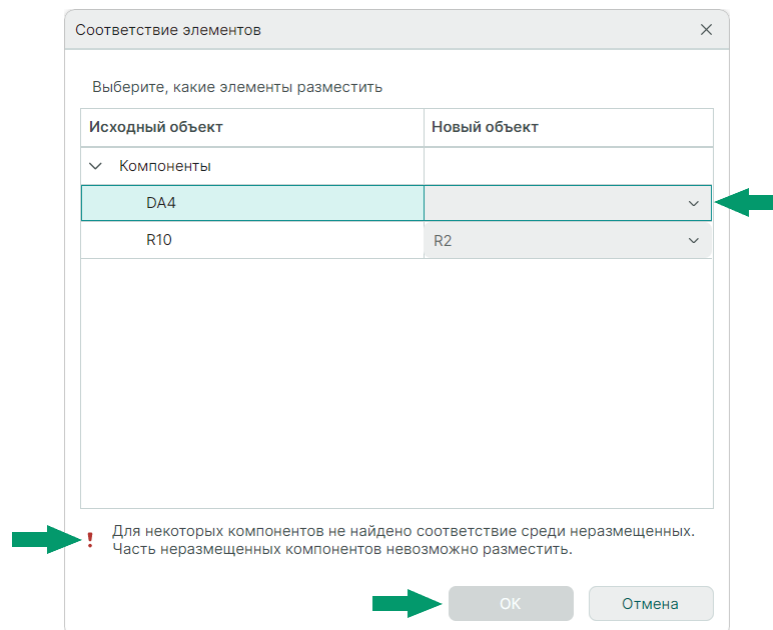 Соответствие элементов
Выберите, какие элементы разместить
Исходный объект Новый объект
Компоненты
DA4
R10 R2
Для некоторых компонентов не найдено соответствие среди неразмещенных.
Часть неразмещенных компонентов невозможно разместить.
ОК Отмена